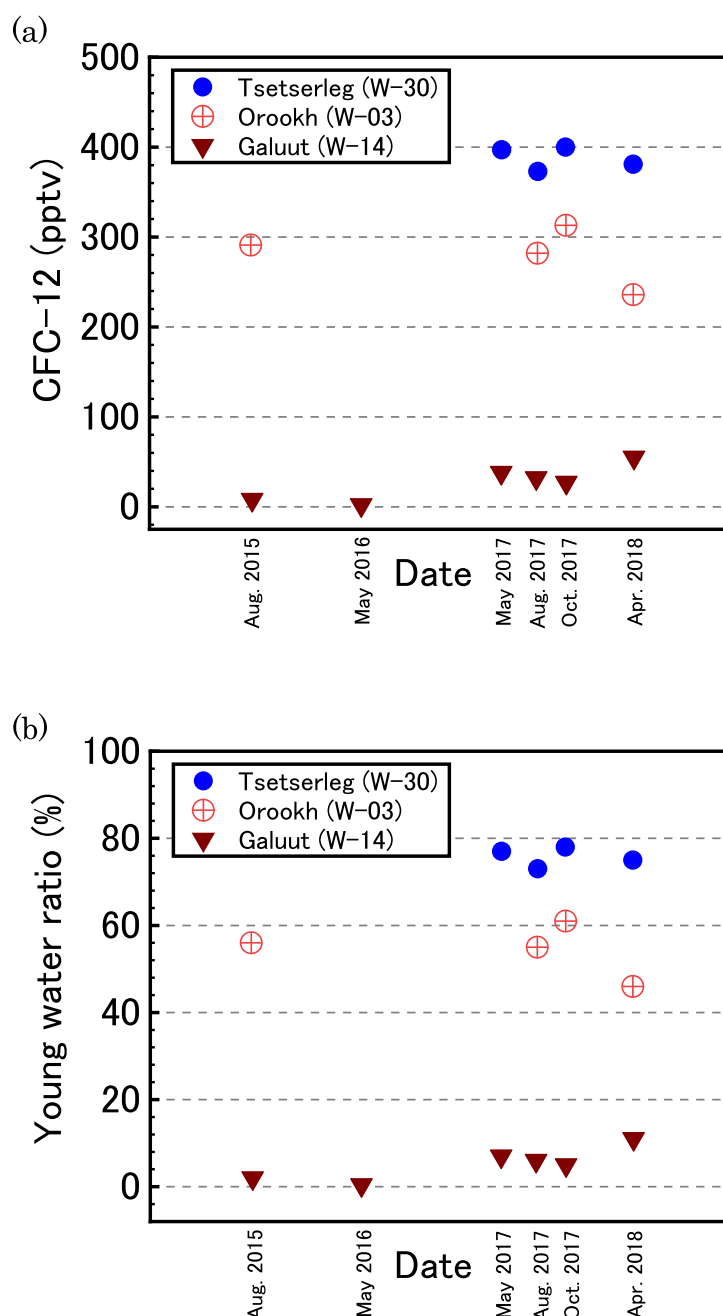 (a)
500
400
300
200
100
0
CFC-12 (pptv)
Tsetserleg (W-30)
Orookh (W-03)
Galuut (W-14)
Aug. 2015
May 2016
May 2017
Aug. 2017
Oct. 2017
Apr. 2018
Date
(b)
100
80
60
40
20
0
Young water ratio (%)
Tsetserleg (W-30)
Orookh (W-03)
Galuut (W-14)
Aug. 2015
May 2016
May 2017
Aug. 2017
Oct. 2017
Apr. 2018
Date